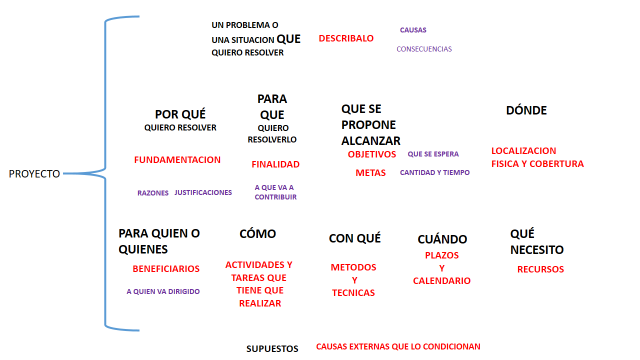 UN PROBLEMA O
UNA SITUACION QUE
QUIERO RESOLVER
DESCRIBALO
CAUSAS
CONSECUENCIAS
POR QUÉ
QUIERO RESOLVER
PARA
QUE
QUIERO
RESOLVERLO
QUE SE
PROPONE
ALCANZAR
DÓNDE
FUNDAMENTACION
FINALIDAD
OBJETIVOS
QUE SE ESPERA
METAS
CANTIDAD Y TIEMPO
LOCALIZACION
FISICA Y COBERTURA
PROYECTO
RAZONES JUSTIFICACIONES
A QUE VA A
CONTRIBUIR
PARA QUIEN O
QUIENES
CÓMO
CON QUÉ
CUÁNDO
QUÉ
NECESITO
BENEFICIARIOS
ACTIVIDADES Y
TAREAS QUE
TIENE QUE
REALIZAR
METODOS
Y
TECNICAS
PLAZOS
Y
CALENDARIO
RECURSOS
A QUIEN VA DIRIGIDO
SUPUESTOS
CAUSAS EXTERNAS QUE LO CONDICIONAN